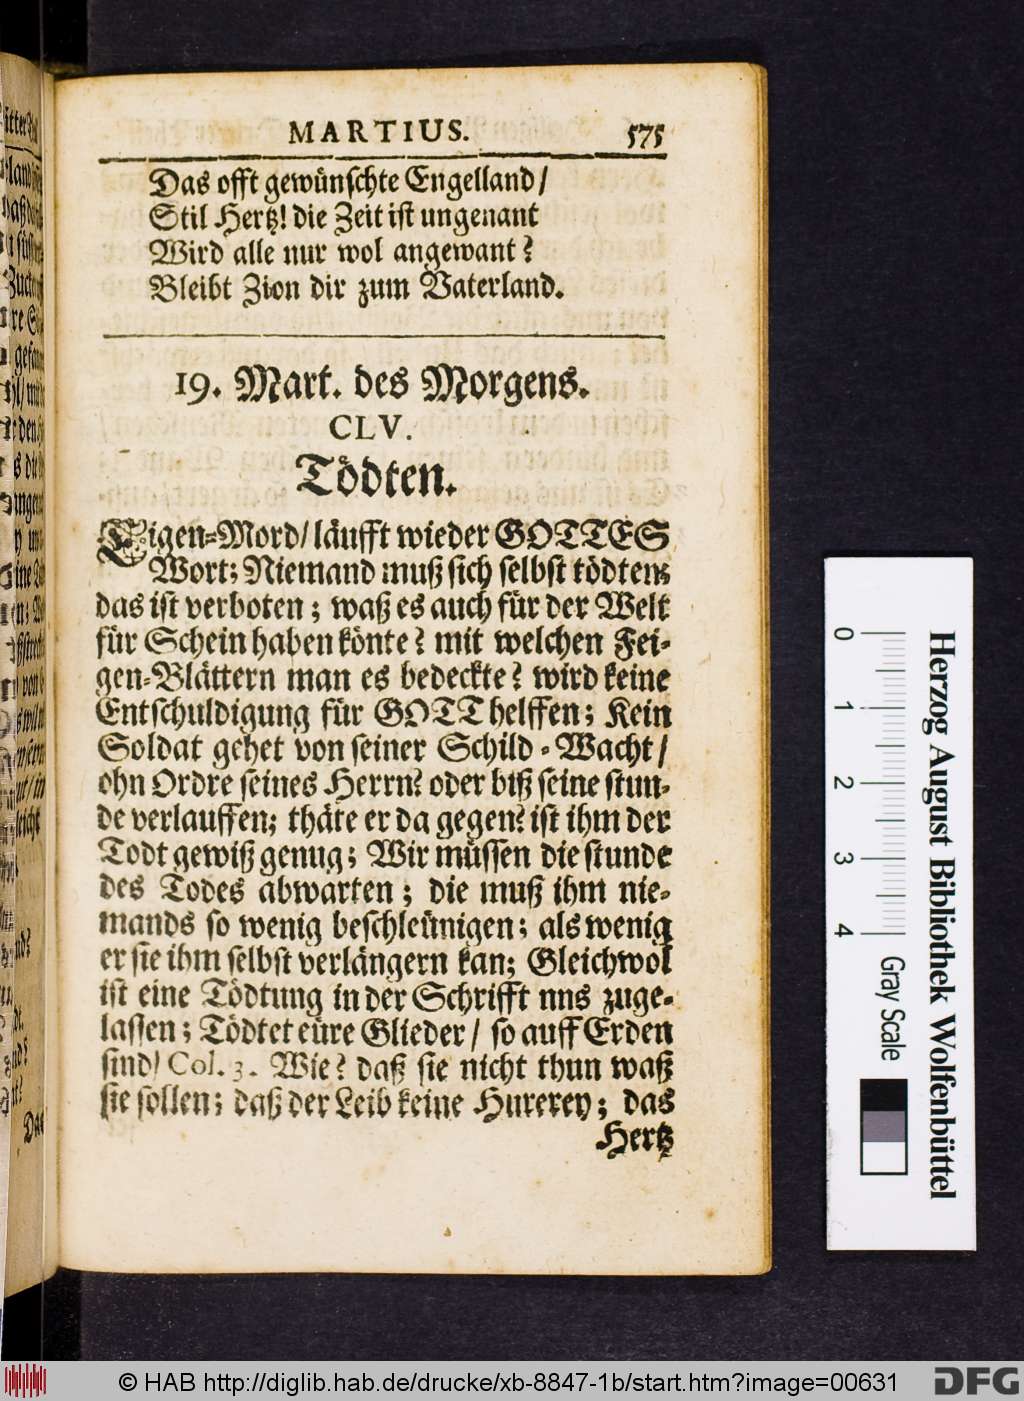 MARTIUS. 575
Das offt gewünschte Engelland/
Stil Hertz! die Zeit ist ungenant
Wird alle nur wol angewant?
Bleibt Zion dir zum Vaterland.
19. Mart. des Morgens.
CLV.
Tödten.
Eigen-Mord/ läufft wieder GOTTES
Wort; Niemand muß sich selbst tödten;
das ist verboten; waß es auch für der Welt
für Schein haben könte? mit welchen Fei-
gen-Blättern man es bedeckte? wird keine
Entschuldigung für GOTT helffen; Kein
Soldat gehet von seiner Schild-Wacht/
ohn Ordre seines Herrn? oder biß seine stun-
de verlauffen; thäte er da gegen? ist ihm der
Todt gewiß genug; Wir müssen die stunde
des Todes abwarten; die muß ihm nie-
mands so wenig beschleünigen; als wenig
er sie ihm selbst verlängern kan; Gleichwol
ist eine Tödtung in der Schrifft nns zuge-
lassen; Tödtet eüre Glieder/ so auff Erden
sind/ Col. 3. Wie? daß sie nicht thun waß
sie sollen; daß der Leib keine Hurerey; das
Hertz
Herzog August Bibliothek Wolfenbüttel
0 1 2 3 4
Gray Scale
© HAB http://diglib.hab.de/drucke/xb-8847-1b/start.htm?image=00631
DFG